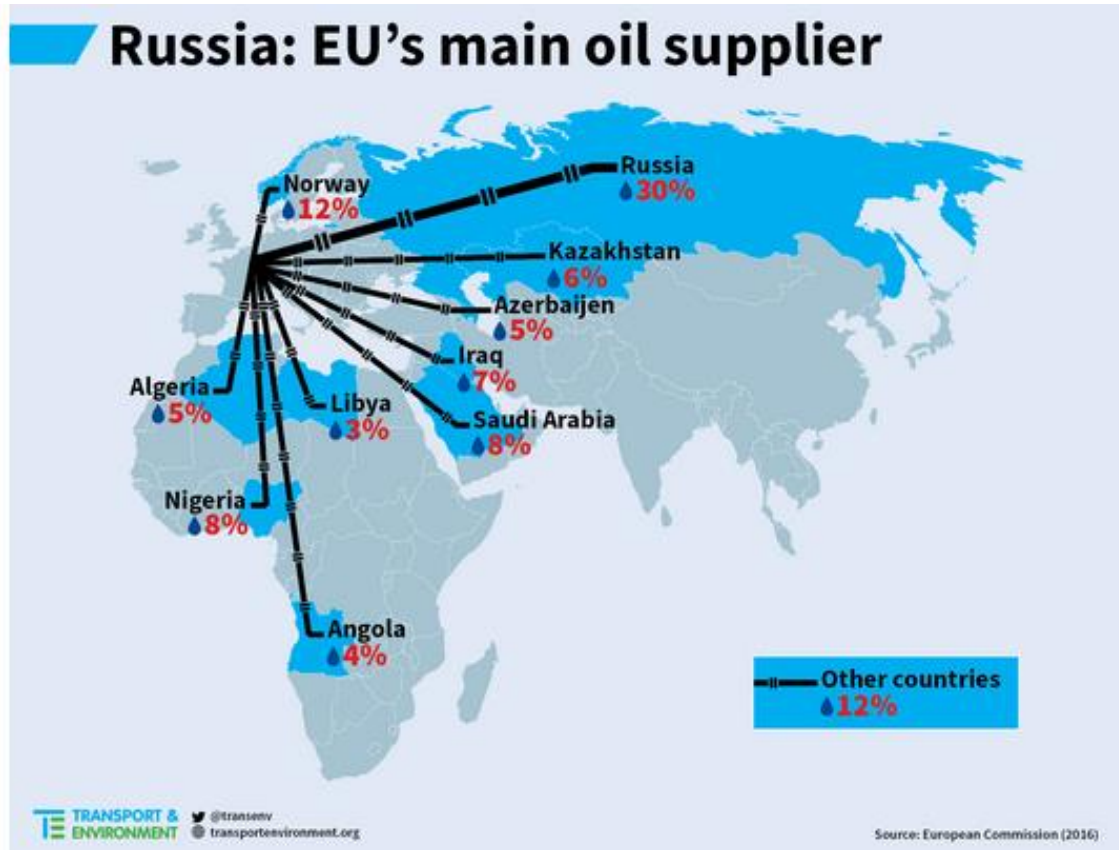 Russia: EU's main oil supplier
Norway
12%
Russia
30%
Kazakhstan
6%
Azerbaijen
5%
Iraq
7%
Saudi Arabia
8%
Algeria
5%
Libya
3%
Nigeria
8%
Angola
4%
Other countries
12%
TE TRANSPORT &
ENVIRONMENT
@transenv
transportenvironment.org
Source: European Commission (2016)